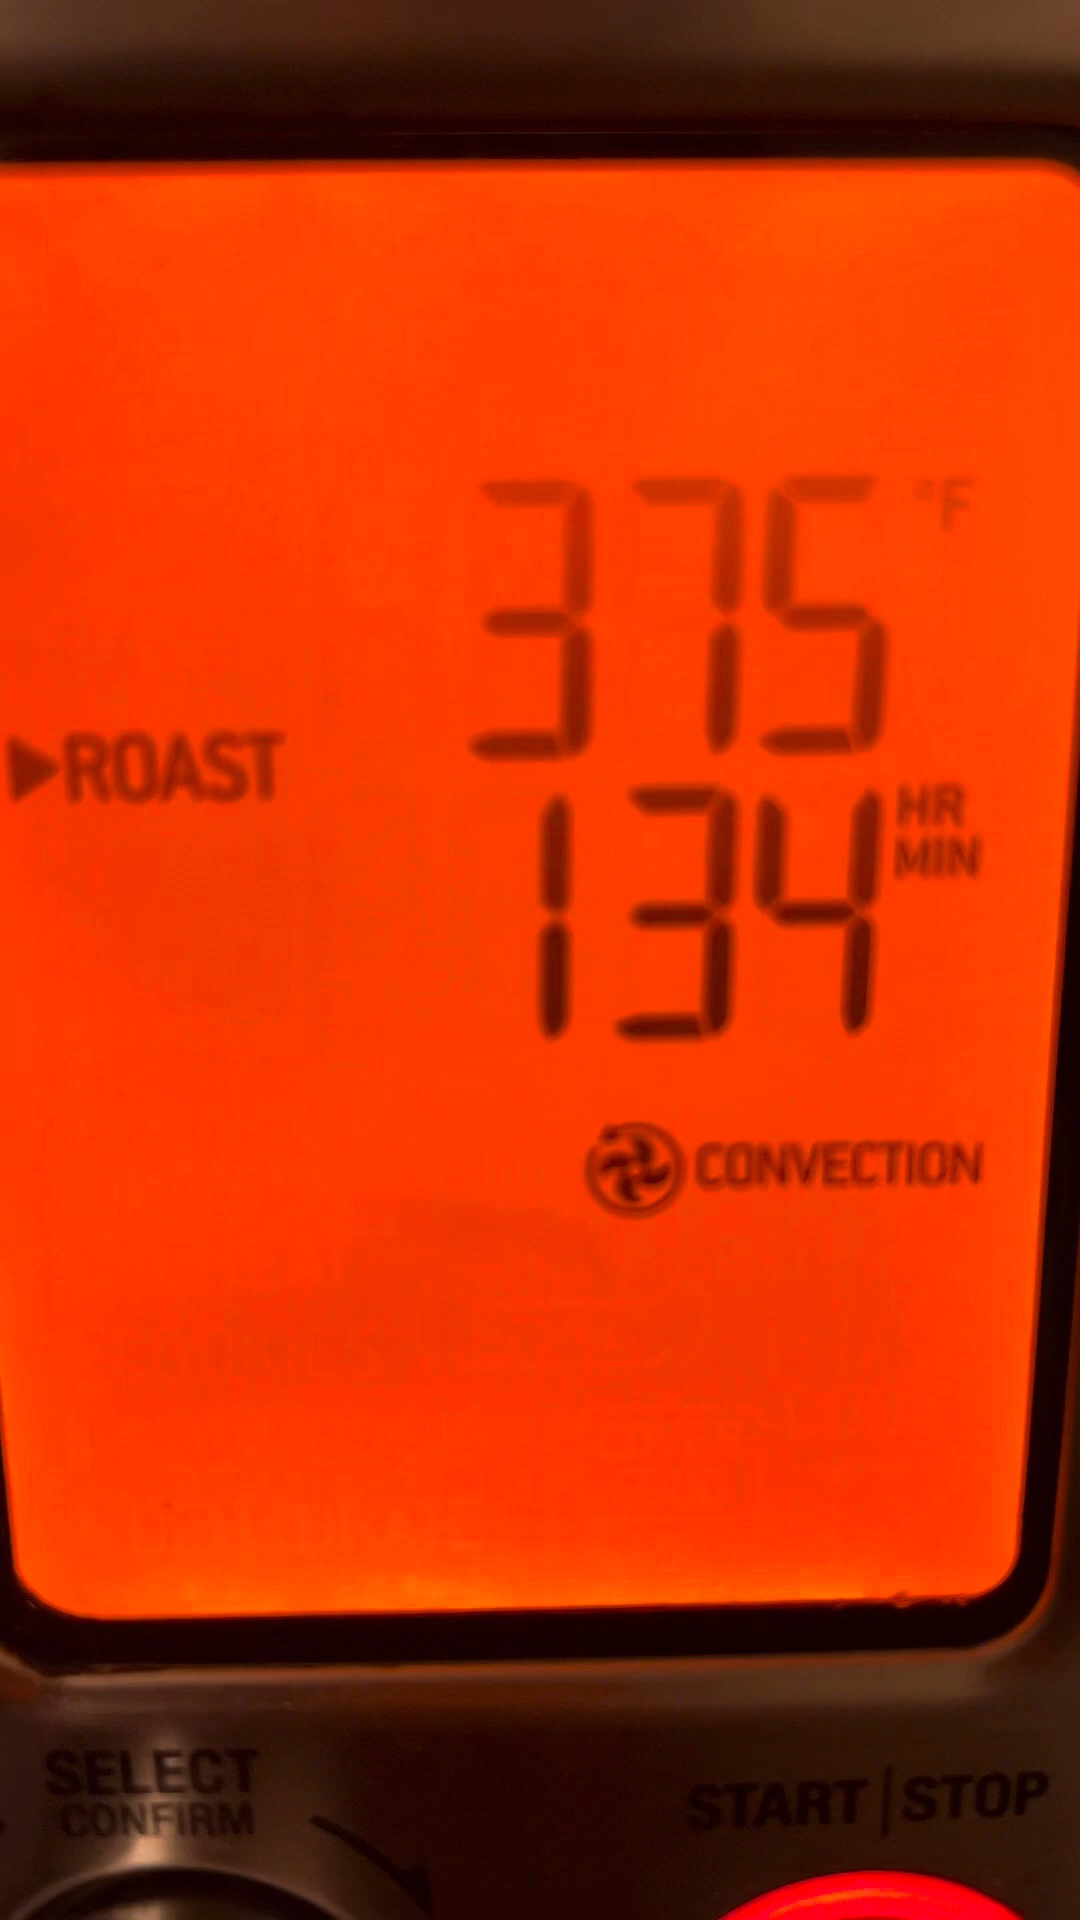 375 °F
▶ROAST
134 HR MIN
CONVECTION
SELECT
CONFIRM
START | STOP